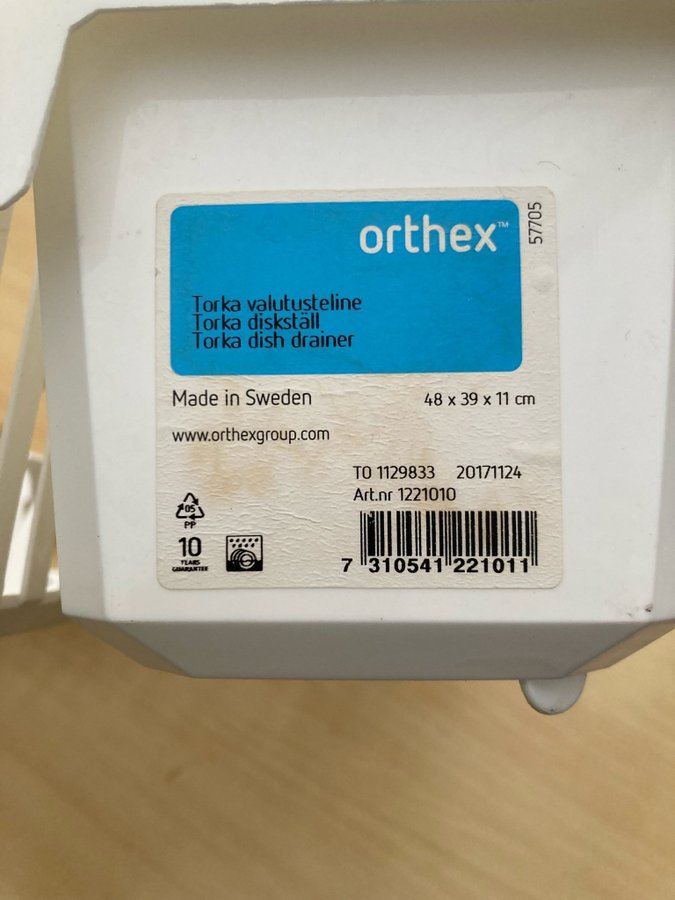 orthex™
57705
Torka valutusteline
Torka diskställ
Torka dish drainer
Made in Sweden
48 x 39 x 11 cm
www.orthexgroup.com
TO 1129833 20171124
Art.nr 1221010
05
PP
10
YEARS
GUARANTEE
7 310541 221011